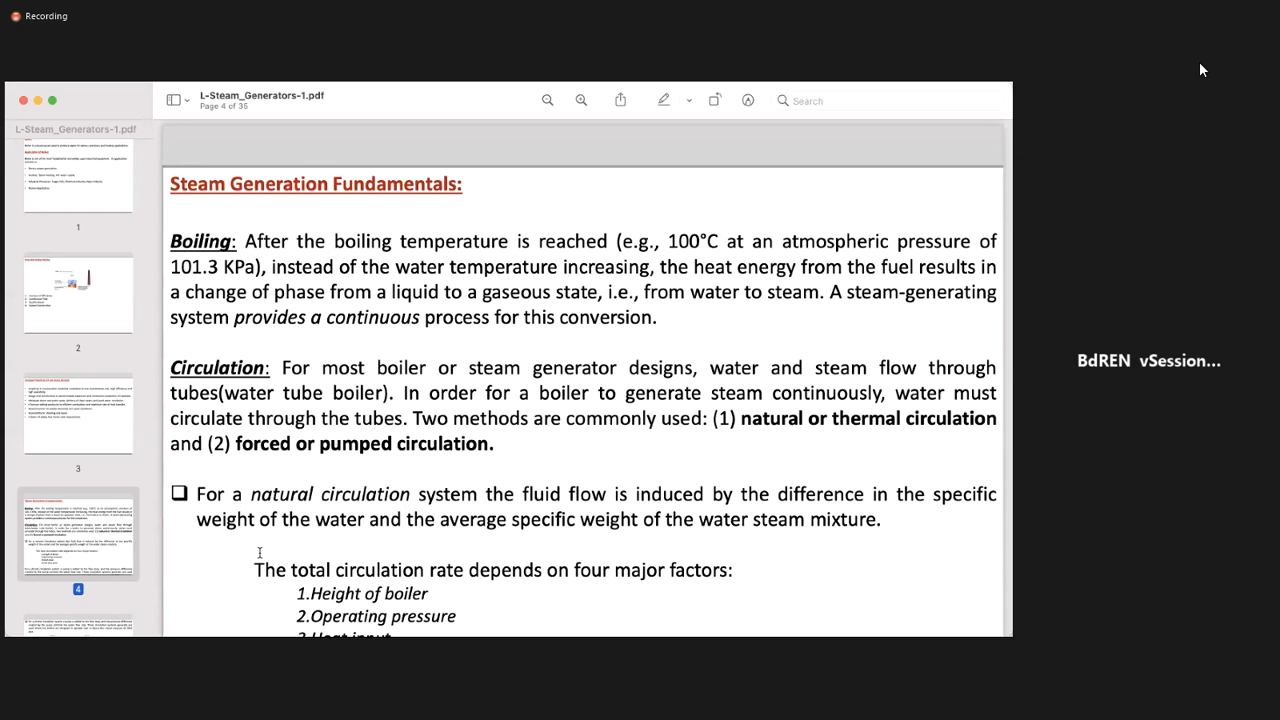 Recording
L-Steam_Generators-1.pdf
Page 4 of 35
Search
L-Steam_Generators-1.pdf
1
2
3
4
Steam Generation Fundamentals:
Boiling: After the boiling temperature is reached (e.g., 100°C at an atmospheric pressure of
101.3 KPa), instead of the water temperature increasing, the heat energy from the fuel results in
a change of phase from a liquid to a gaseous state, i.e., from water to steam. A steam-generating
system provides a continuous process for this conversion.
Circulation: For most boiler or steam generator designs, water and steam flow through
tubes(water tube boiler). In order for a boiler to generate steam continuously, water must
circulate through the tubes. Two methods are commonly used: (1) natural or thermal circulation
and (2) forced or pumped circulation.
❑ For a natural circulation system the fluid flow is induced by the difference in the specific
weight of the water and the average specific weight of the water steam mixture.
The total circulation rate depends on four major factors:
1.Height of boiler
2.Operating pressure
3.Heat input
BdREN vSession...